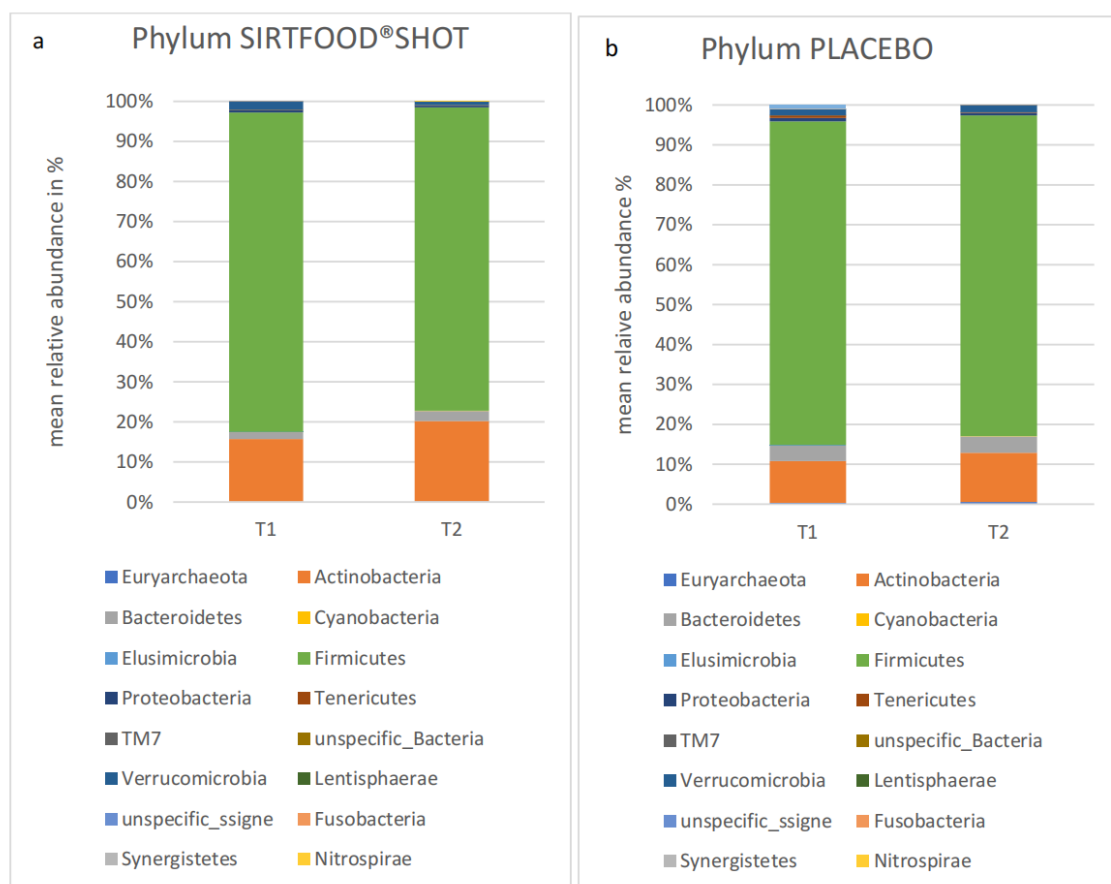 a
Phylum SIRTFOOD®SHOT
mean relative abundance in %
100%
90%
80%
70%
60%
50%
40%
30%
20%
10%
0%
T1 T2
Euryarchaeota Actinobacteria
Bacteroidetes Cyanobacteria
Elusimicrobia Firmicutes
Proteobacteria Tenericutes
TM7 unspecific_Bacteria
Verrucomicrobia Lentisphaerae
unspecific_ssigne Fusobacteria
Synergistetes Nitrospirae
b
Phylum PLACEBO
mean relaive abundance %
100%
90%
80%
70%
60%
50%
40%
30%
20%
10%
0%
T1 T2
Euryarchaeota Actinobacteria
Bacteroidetes Cyanobacteria
Elusimicrobia Firmicutes
Proteobacteria Tenericutes
TM7 unspecific_Bacteria
Verrucomicrobia Lentisphaerae
unspecific_ssigne Fusobacteria
Synergistetes Nitrospirae